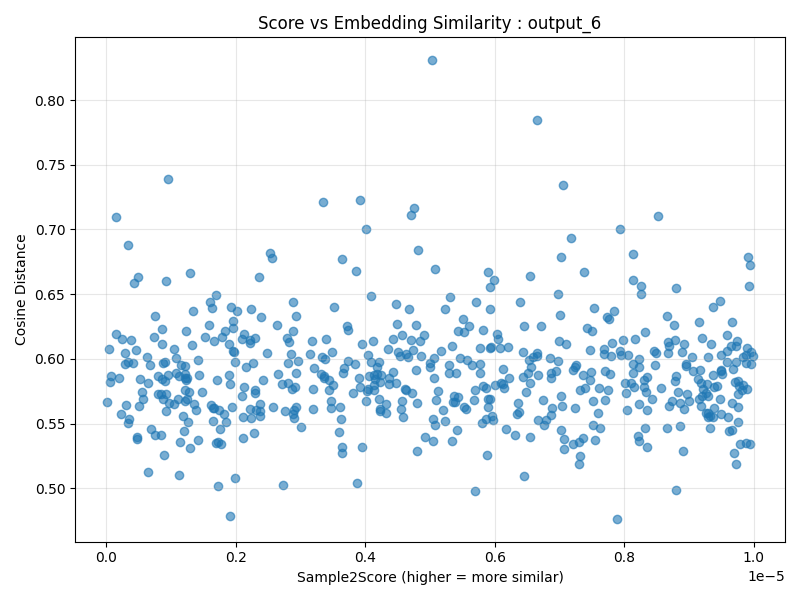 Score vs Embedding Similarity : output_6
Cosine Distance
0.80
0.75
0.70
0.65
0.60
0.55
0.50
0.0 0.2 0.4 0.6 0.8 1.0
1e−5
Sample2Score (higher = more similar)